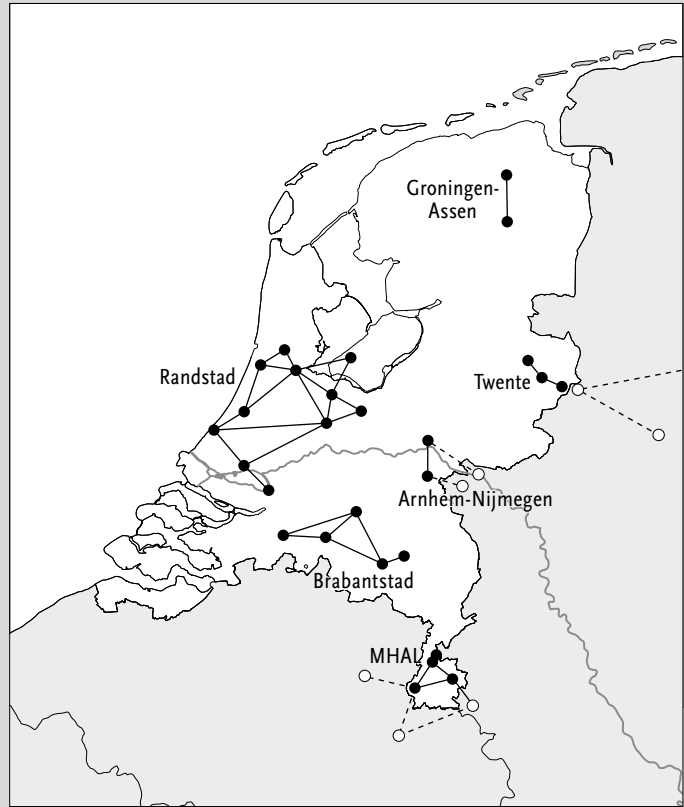 Groningen-
Assen
Randstad
Twente
Arnhem-Nijmegen
Brabantstad
MHAL